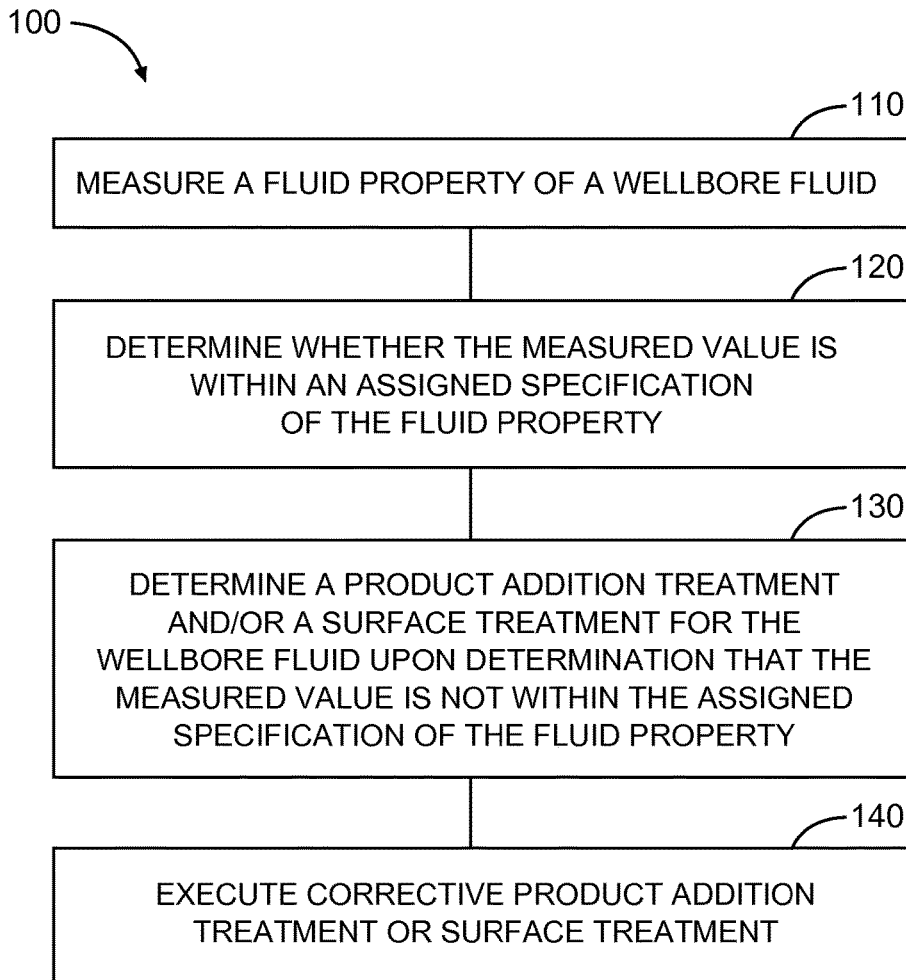 100
110
MEASURE A FLUID PROPERTY OF A WELLBORE FLUID
120
DETERMINE WHETHER THE MEASURED VALUE IS
WITHIN AN ASSIGNED SPECIFICATION
OF THE FLUID PROPERTY
130
DETERMINE A PRODUCT ADDITION TREATMENT
AND/OR A SURFACE TREATMENT FOR THE
WELLBORE FLUID UPON DETERMINATION THAT THE
MEASURED VALUE IS NOT WITHIN THE ASSIGNED
SPECIFICATION OF THE FLUID PROPERTY
140
EXECUTE CORRECTIVE PRODUCT ADDITION
TREATMENT OR SURFACE TREATMENT